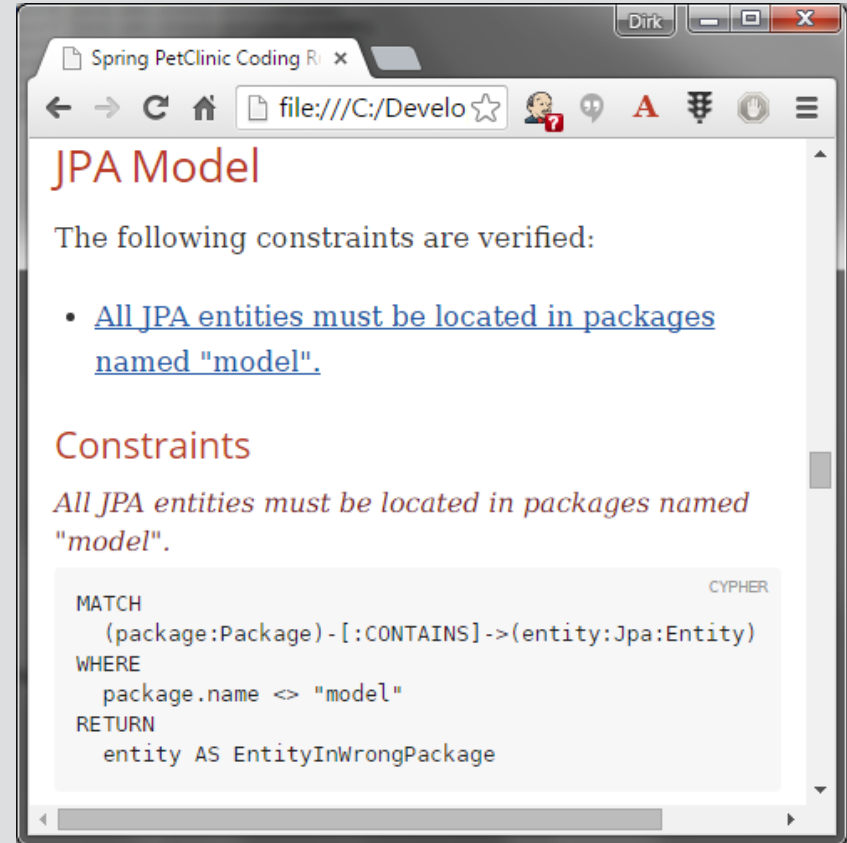 Dirk
Spring PetClinic Coding R
file:///C:/Develo
JPA Model
The following constraints are verified:
• All JPA entities must be located in packages
named "model".
Constraints
All JPA entities must be located in packages named
"model".
CYPHER
MATCH
(package:Package)-[:CONTAINS]->(entity:Jpa:Entity)
WHERE
package.name <> "model"
RETURN
entity AS EntityInWrongPackage